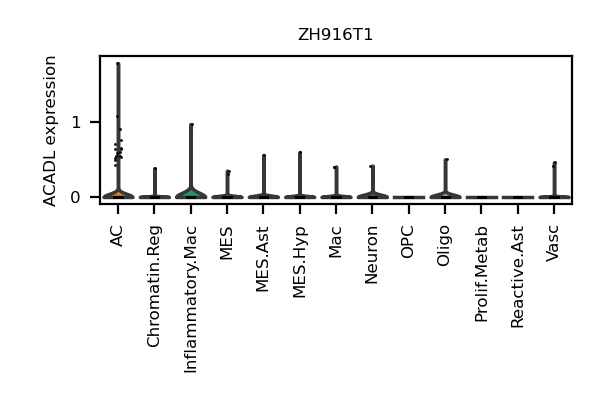 ZH916T1
ACADL expression
1
0
AC
Chromatin.Reg
Inflammatory.Mac
MES
MES.Ast
MES.Hyp
Mac
Neuron
OPC
Oligo
Prolif.Metab
Reactive.Ast
Vasc